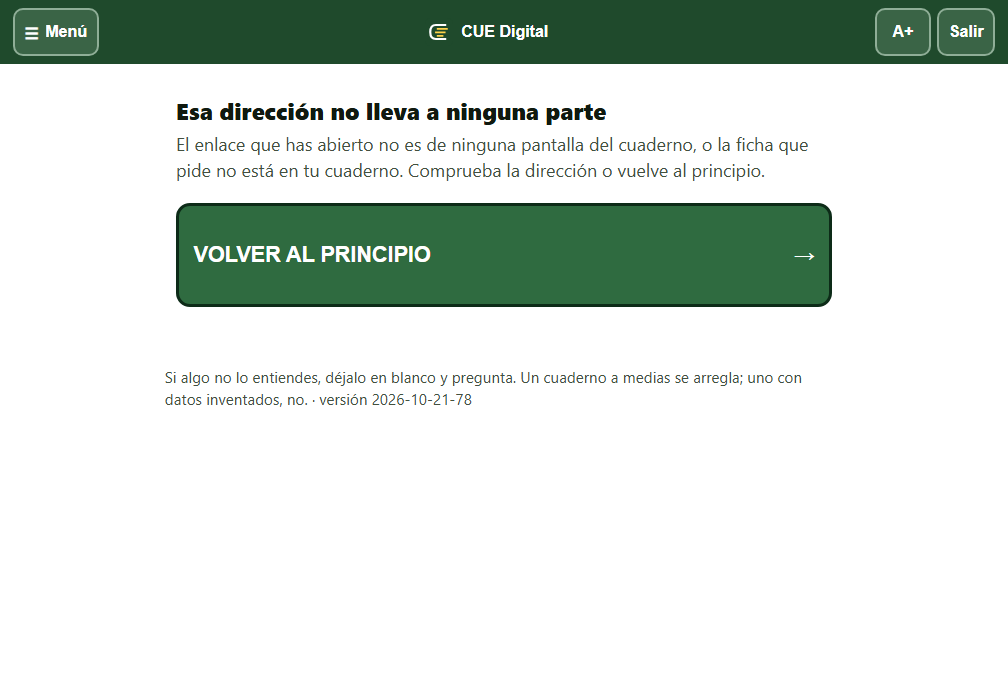 ☰ Menú
CUE Digital
A+
Salir
Esa dirección no lleva a ninguna parte
El enlace que has abierto no es de ninguna pantalla del cuaderno, o la ficha que
pide no está en tu cuaderno. Comprueba la dirección o vuelve al principio.
VOLVER AL PRINCIPIO →
Si algo no lo entiendes, déjalo en blanco y pregunta. Un cuaderno a medias se arregla; uno con
datos inventados, no. · versión 2026-10-21-78